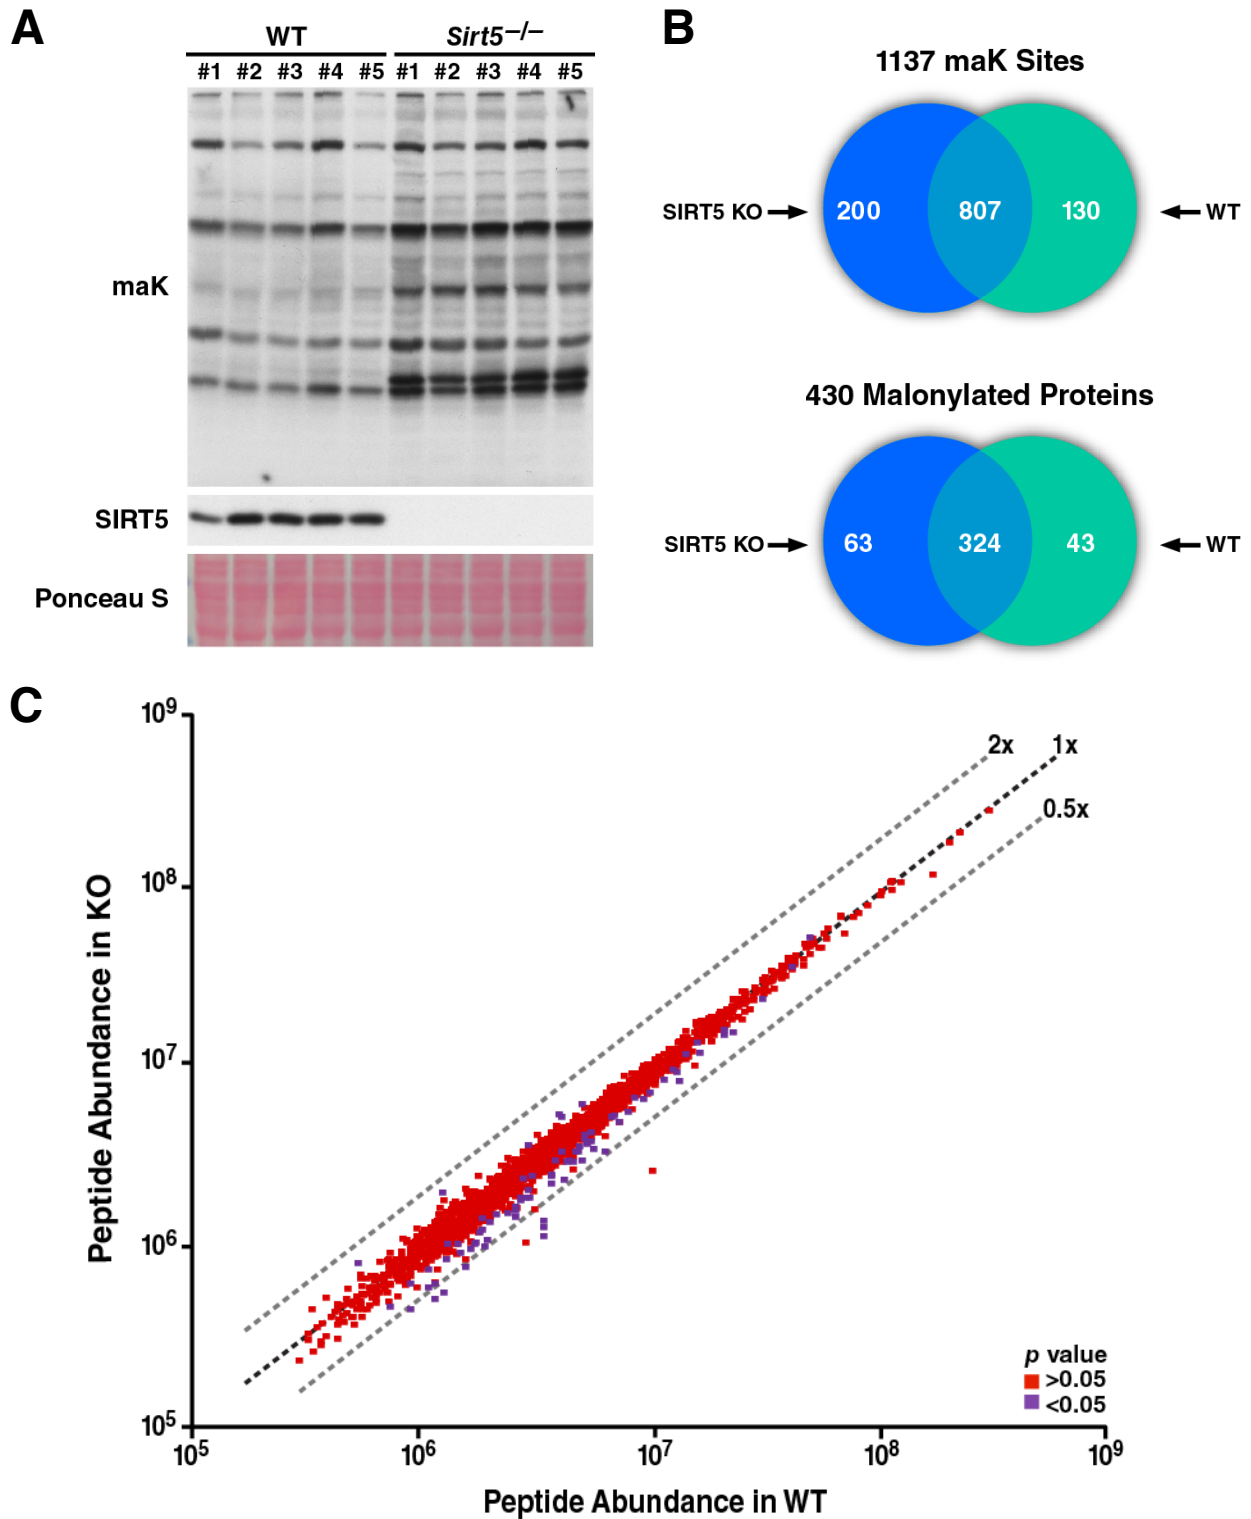 A
WT
Sirt5–/–
#1 #2 #3 #4 #5 #1 #2 #3 #4 #5
maK
SIRT5
Ponceau S
B
1137 maK Sites
SIRT5 KO
200
807
130
WT
430 Malonylated Proteins
SIRT5 KO
63
324
43
WT
C
Peptide Abundance in KO
10⁹
10⁸
10⁷
10⁶
10⁵
2x
1x
0.5x
p value
>0.05
<0.05
10⁵ 10⁶ 10⁷ 10⁸ 10⁹
Peptide Abundance in WT